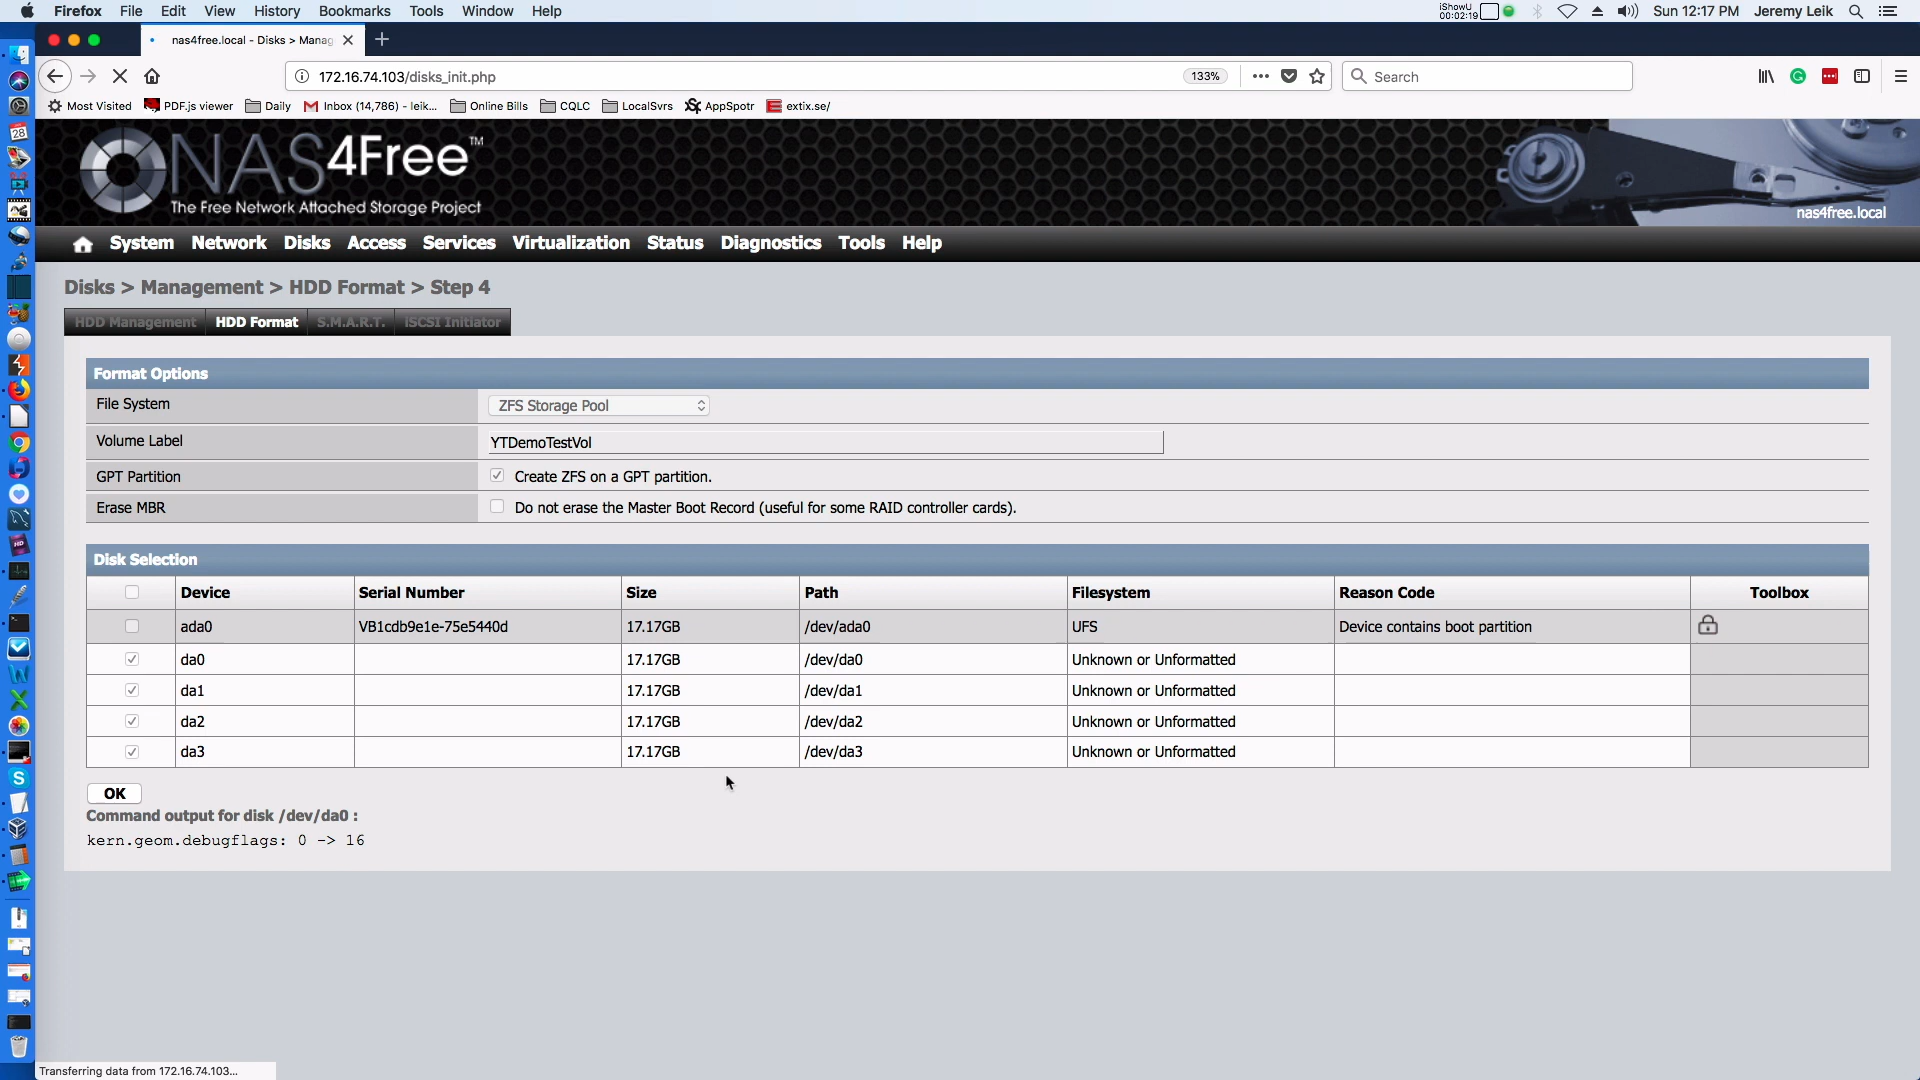 Firefox File Edit View History Bookmarks Tools Window Help
iShowU
00:02:19
Sun 12:17 PM Jeremy Leik
nas4free.local - Disks > Manag
172.16.74.103/disks_init.php
133%
Search
Most Visited PDF.js viewer Daily Inbox (14,786) - leik... Online Bills CQLC LocalSvrs AppSpotr extix.se/
28
NAS4Free™
The Free Network Attached Storage Project
nas4free.local
System Network Disks Access Services Virtualization Status Diagnostics Tools Help
Disks > Management > HDD Format > Step 4
HDD Management HDD Format S.M.A.R.T. iSCSI Initiator
Format Options
File System ZFS Storage Pool
Volume Label YTDemoTestVol
GPT Partition Create ZFS on a GPT partition.
Erase MBR Do not erase the Master Boot Record (useful for some RAID controller cards).
Disk Selection
Device Serial Number Size Path Filesystem Reason Code Toolbox
ada0 VB1cdb9e1e-75e5440d 17.17GB /dev/ada0 UFS Device contains boot partition
da0 17.17GB /dev/da0 Unknown or Unformatted
da1 17.17GB /dev/da1 Unknown or Unformatted
da2 17.17GB /dev/da2 Unknown or Unformatted
da3 17.17GB /dev/da3 Unknown or Unformatted
OK
Command output for disk /dev/da0 :
kern.geom.debugflags: 0 -> 16
Transferring data from 172.16.74.103...